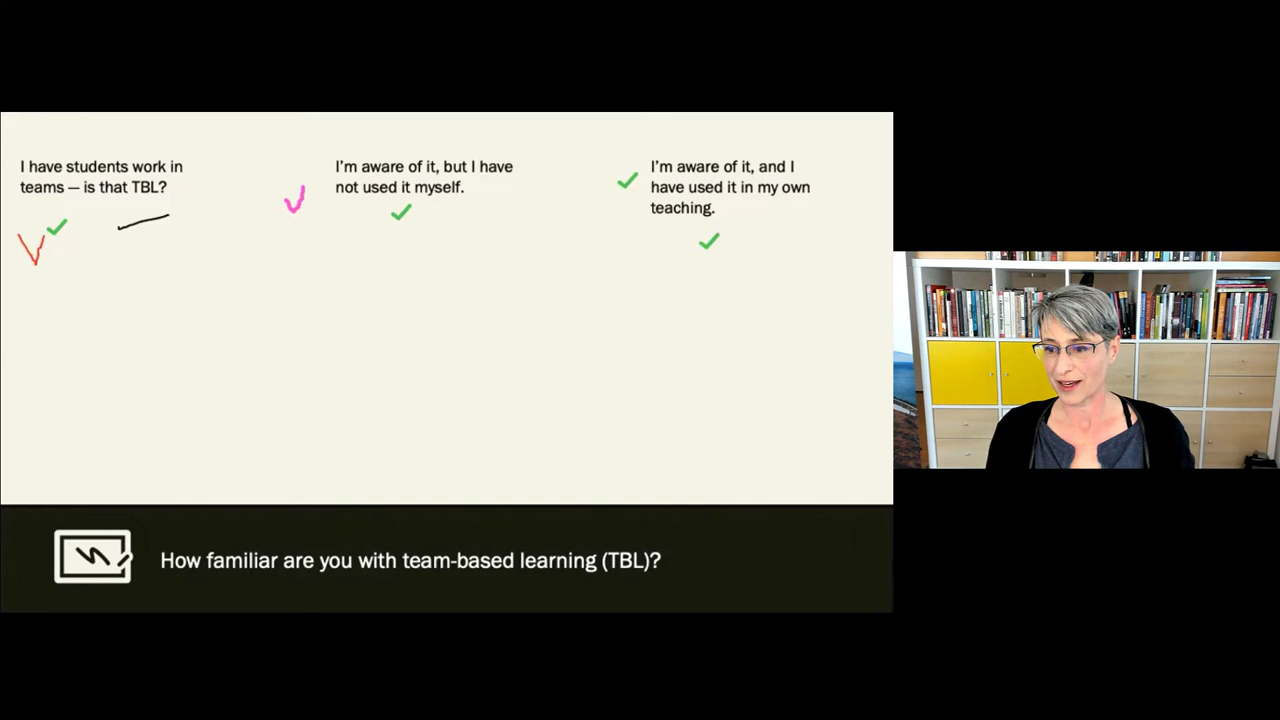 I have students work in
teams — is that TBL?
I'm aware of it, but I have
not used it myself.
I'm aware of it, and I
have used it in my own
teaching.
How familiar are you with team-based learning (TBL)?